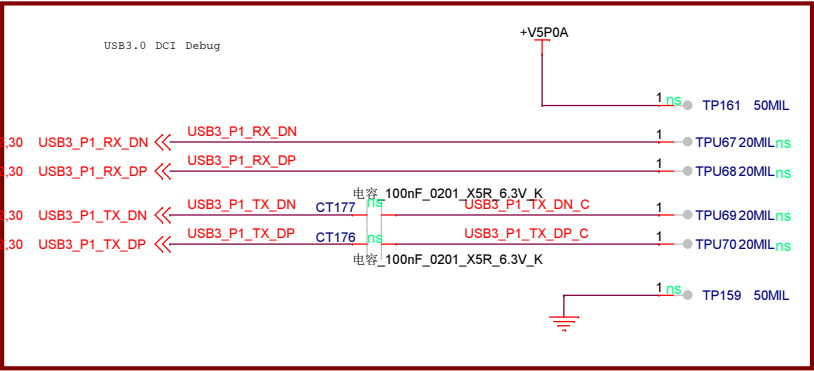 +V5P0A
USB3.0 DCI Debug
1 ns TP161 50MIL
,30 USB3_P1_RX_DN USB3_P1_RX_DN 1 TPU67 20MIL ns
,30 USB3_P1_RX_DP USB3_P1_RX_DP 1 TPU68 20MIL ns
电容_100nF_0201_X5R_6.3V_K
,30 USB3_P1_TX_DN USB3_P1_TX_DN CT177 ns USB3_P1_TX_DN_C 1 TPU69 20MIL ns
,30 USB3_P1_TX_DP USB3_P1_TX_DP CT176 ns USB3_P1_TX_DP_C 1 TPU70 20MIL ns
电容_100nF_0201_X5R_6.3V_K
1 ns TP159 50MIL